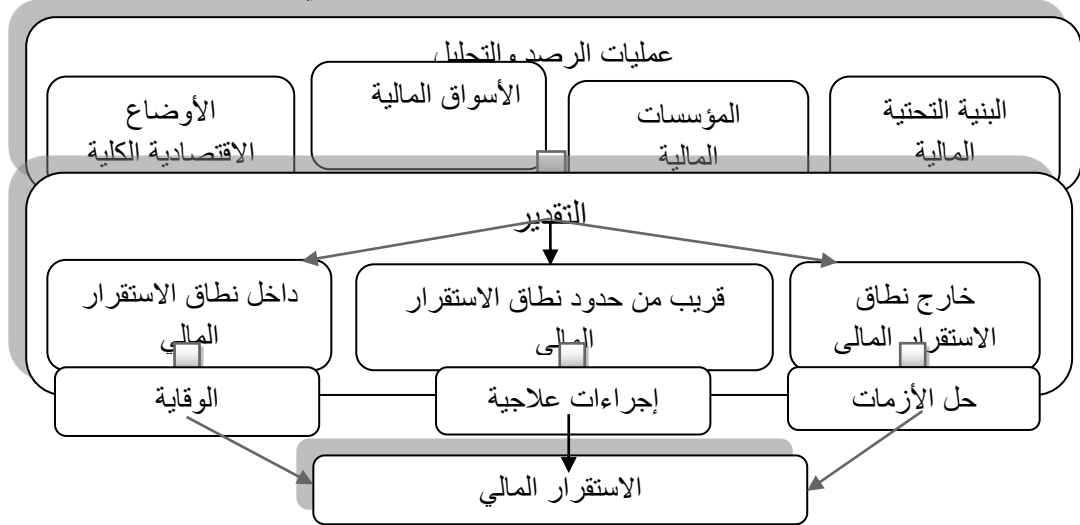 عمليات الرصد والتحليل
البنية التحتية
المالية
المؤسسات
المالية
الأسواق المالية
الأوضاع
الاقتصادية الكلية
التقدير
خارج نطاق
الاستقرار المالي
قريب من حدود نطاق الاستقرار
المالي
داخل نطاق الاستقرار
المالي
حل الأزمات
إجراءات علاجية
الوقاية
الاستقرار المالي